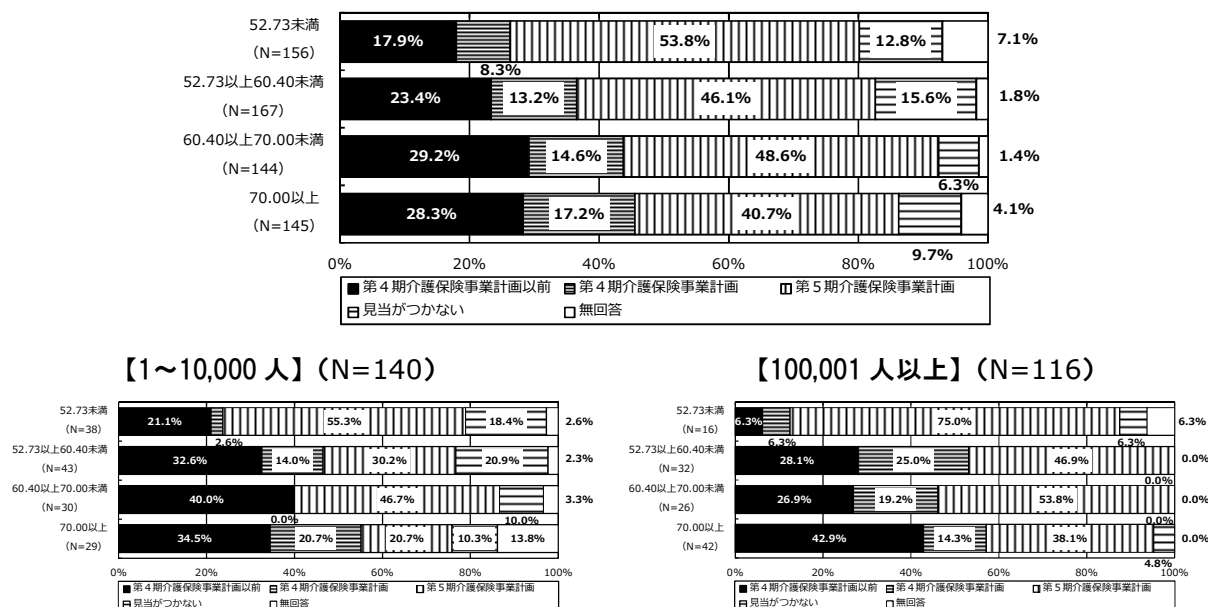 52.73未満
(N=156)
17.9%
53.8%
12.8%
7.1%
8.3%
52.73以上60.40未満
(N=167)
23.4%
13.2%
46.1%
15.6%
1.8%
60.40以上70.00未満
(N=144)
29.2%
14.6%
48.6%
1.4%
6.3%
70.00以上
(N=145)
28.3%
17.2%
40.7%
4.1%
9.7%
0% 20% 40% 60% 80% 100%
第4期介護保険事業計画以前 第4期介護保険事業計画 第5期介護保険事業計画
見当がつかない 無回答
【1～10,000 人】（N=140）
52.73未満
(N=38)
21.1%
55.3%
18.4%
2.6%
2.6%
52.73以上60.40未満
(N=43)
32.6%
14.0%
30.2%
20.9%
2.3%
60.40以上70.00未満
(N=30)
40.0%
46.7%
3.3%
0.0%
10.0%
70.00以上
(N=29)
34.5%
20.7%
20.7%
10.3%
13.8%
0% 20% 40% 60% 80% 100%
第4期介護保険事業計画以前 第4期介護保険事業計画 第5期介護保険事業計画
見当がつかない 無回答
【100,001 人以上】（N=116）
52.73未満
(N=16)
6.3%
75.0%
6.3%
6.3%
6.3%
52.73以上60.40未満
(N=32)
28.1%
25.0%
46.9%
0.0%
0.0%
60.40以上70.00未満
(N=26)
26.9%
19.2%
53.8%
0.0%
0.0%
70.00以上
(N=42)
42.9%
14.3%
38.1%
0.0%
4.8%
0% 20% 40% 60% 80% 100%
第4期介護保険事業計画以前 第4期介護保険事業計画 第5期介護保険事業計画
見当がつかない 無回答